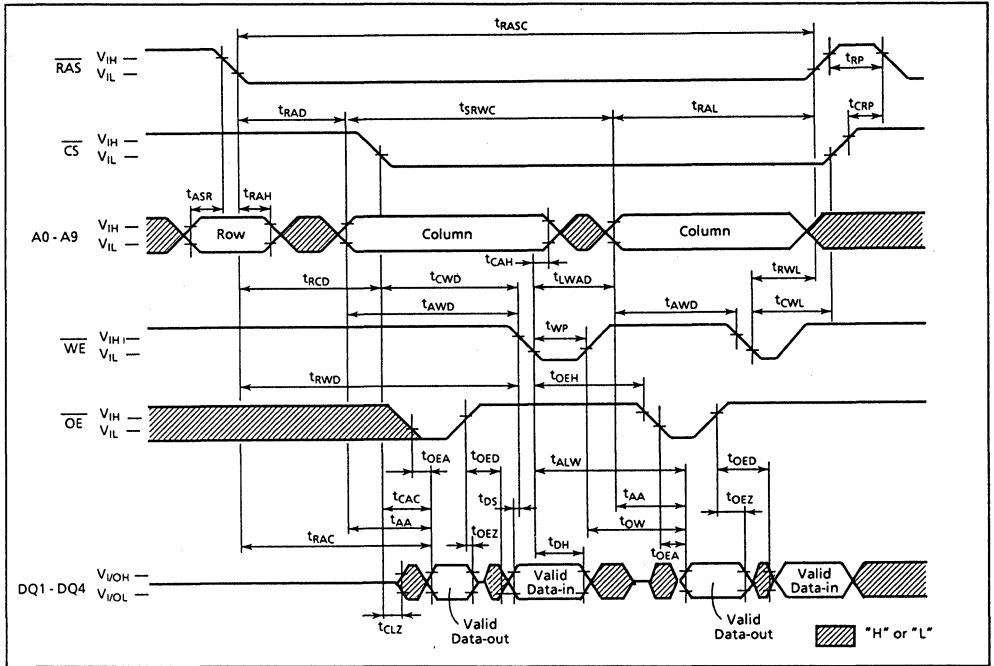 tRASC
RAS VIH
VIL
tRP
tRAD tSRWC tRAL tCRP
CS VIH
VIL
tASR tRAH
A0 - A9 VIH
VIL
Row Column Column
tCAH tRWL
tRCD tCWD tLWAD tCWL
tAWD tAWD
WE VIH
VIL
tWP
tRWD tOEH
OE VIH
VIL
tOEA tOED tALW tOED
tCAC tDS tAA tOEZ
tAA tOEZ tOW
tRAC tDH tOEA
DQ1 - DQ4 VI/OH
VI/OL
Valid
Data-in
Valid
Data-in
tCLZ
Valid
Data-out
Valid
Data-out
"H" or "L"